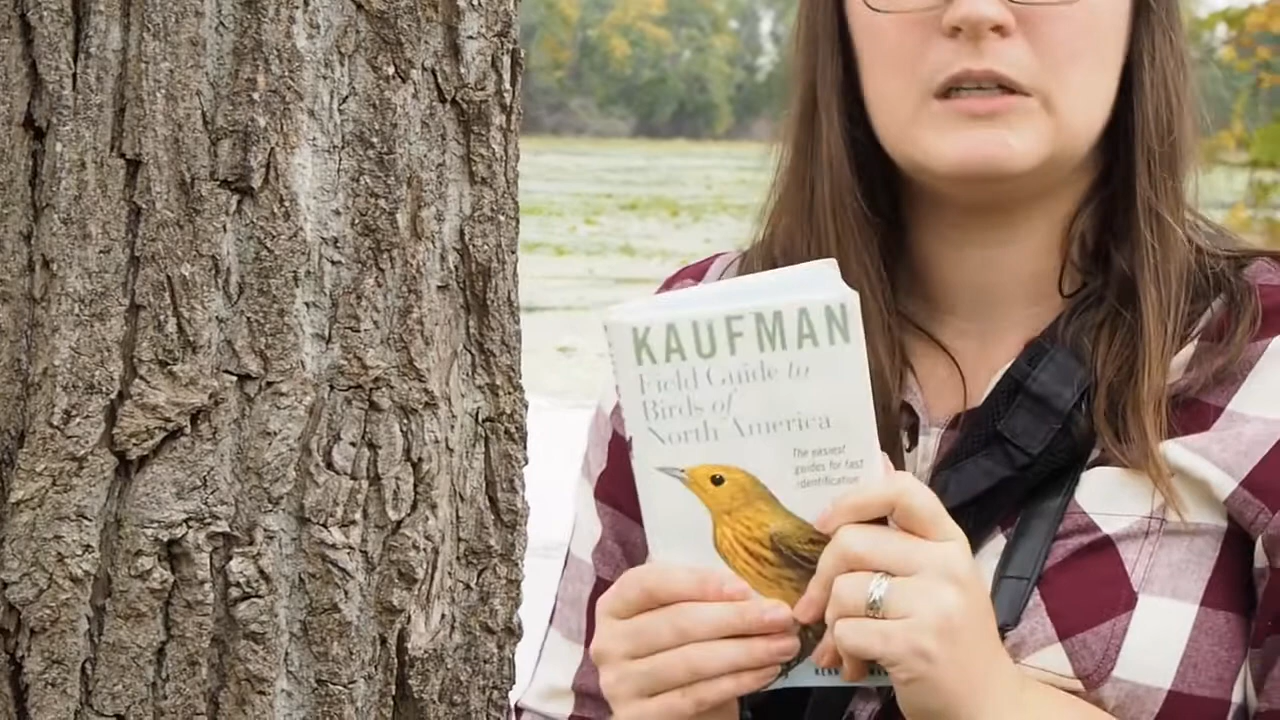 KAUFMAN
Field Guide to
Birds of
North America
The easiest
guides for fast
identification